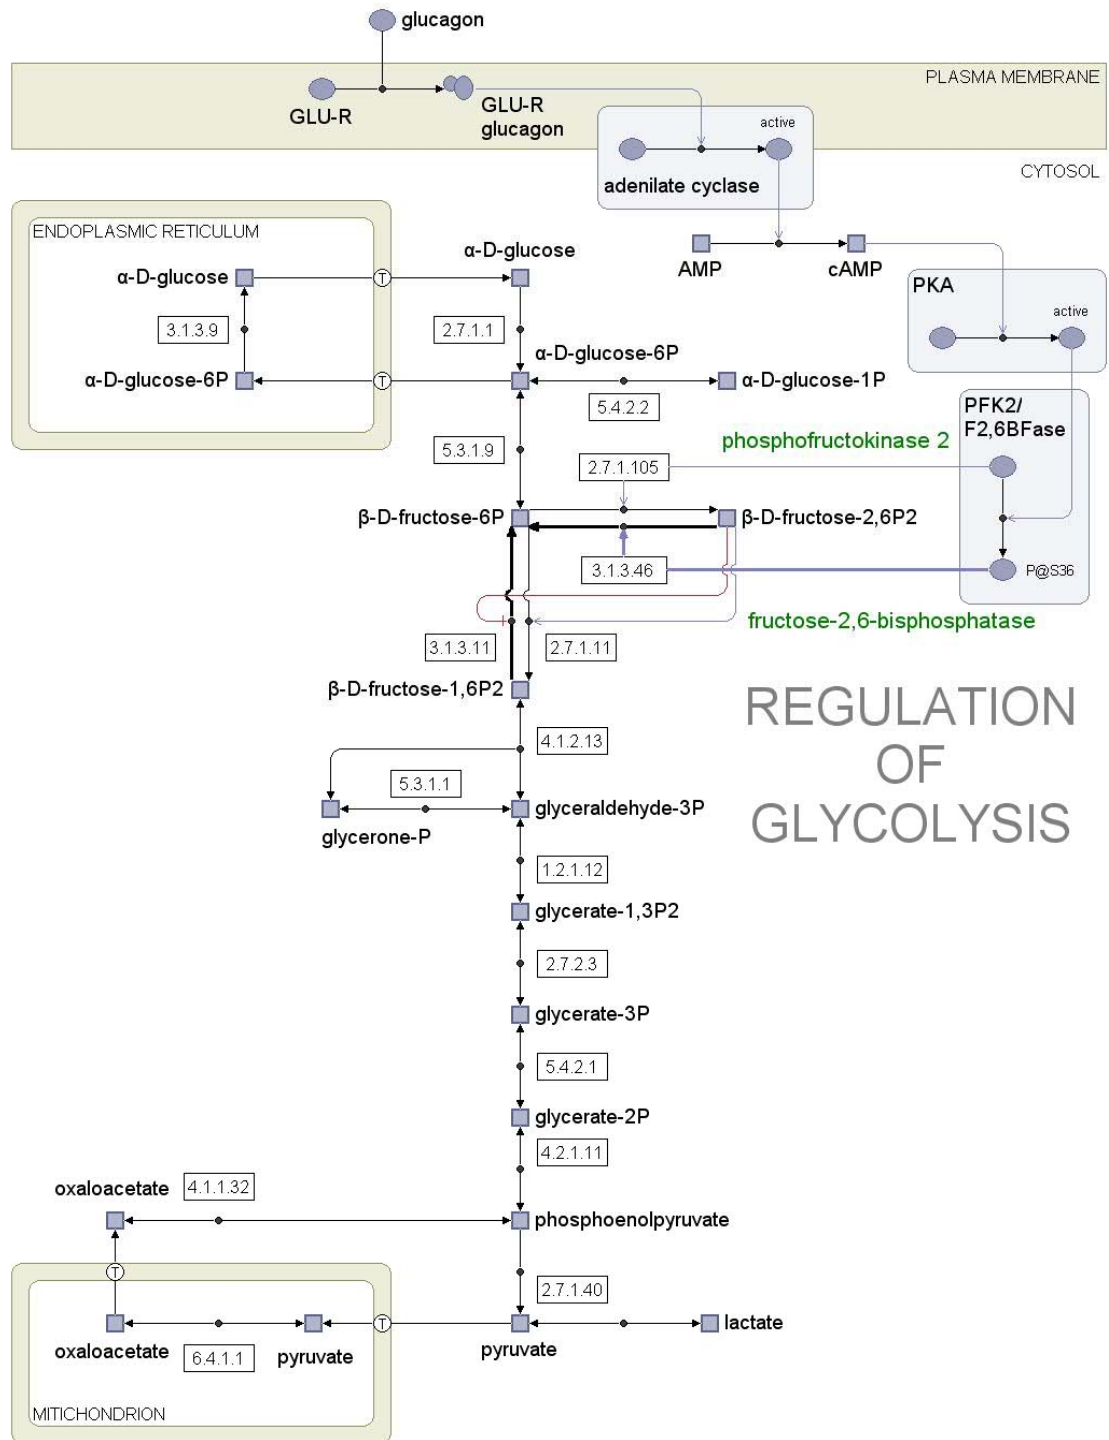 glucagon
PLASMA MEMBRANE
GLU-R
GLU-R
glucagon
active
adenilate cyclase
CYTOSOL
ENDOPLASMIC RETICULUM
α-D-glucose
α-D-glucose
T
AMP
cAMP
PKA
active
3.1.3.9
2.7.1.1
α-D-glucose-6P
α-D-glucose-6P
T
α-D-glucose-1P
5.4.2.2
PFK2/
F2,6BFase
phosphofructokinase 2
5.3.1.9
2.7.1.105
β-D-fructose-6P
β-D-fructose-2,6P2
3.1.3.46
P@S36
fructose-2,6-bisphosphatase
3.1.3.11
2.7.1.11
β-D-fructose-1,6P2
REGULATION
OF
GLYCOLYSIS
4.1.2.13
5.3.1.1
glyceraldehyde-3P
glycerone-P
1.2.1.12
glycerate-1,3P2
2.7.2.3
glycerate-3P
5.4.2.1
glycerate-2P
4.2.1.11
oxaloacetate
4.1.1.32
phosphoenolpyruvate
T
2.7.1.40
T
lactate
oxaloacetate
6.4.1.1
pyruvate
pyruvate
MITICHONDRION